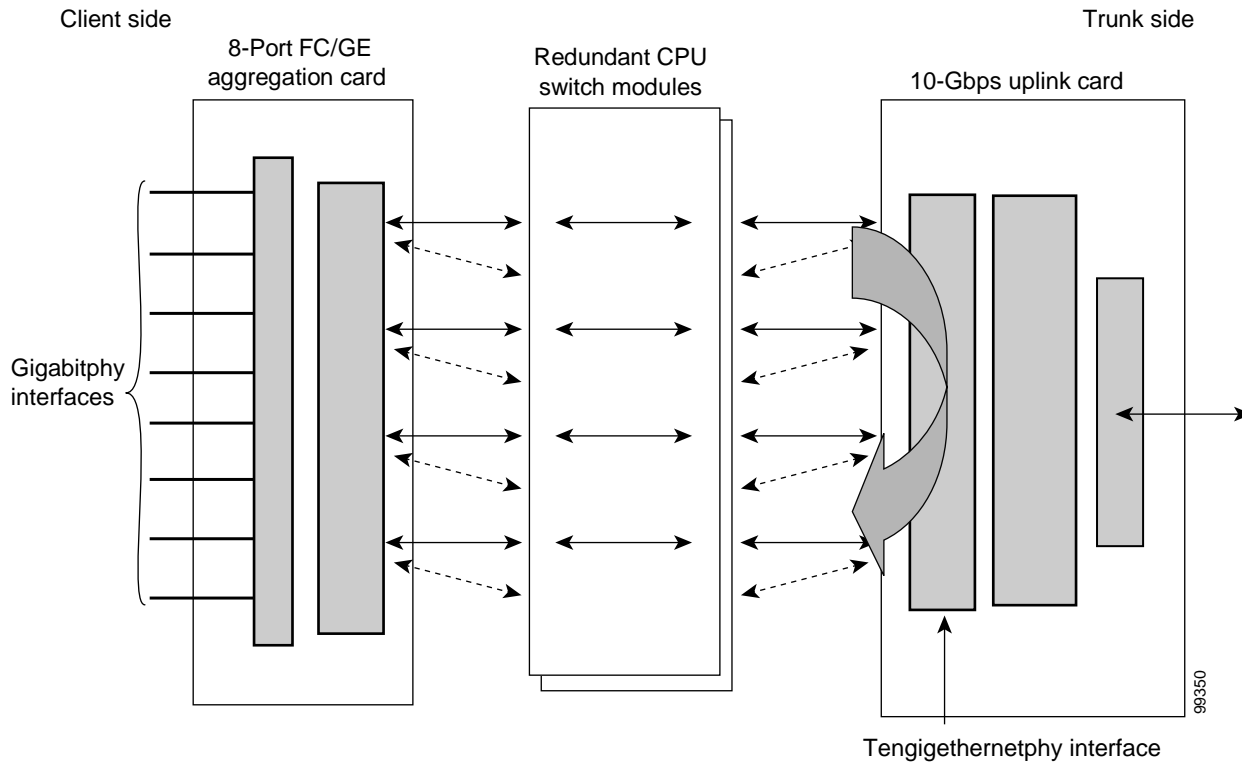 Client side
Trunk side
8-Port FC/GE
aggregation card
Redundant CPU
switch modules
10-Gbps uplink card
Gigabitphy
interfaces
99350
Tengigethernetphy interface